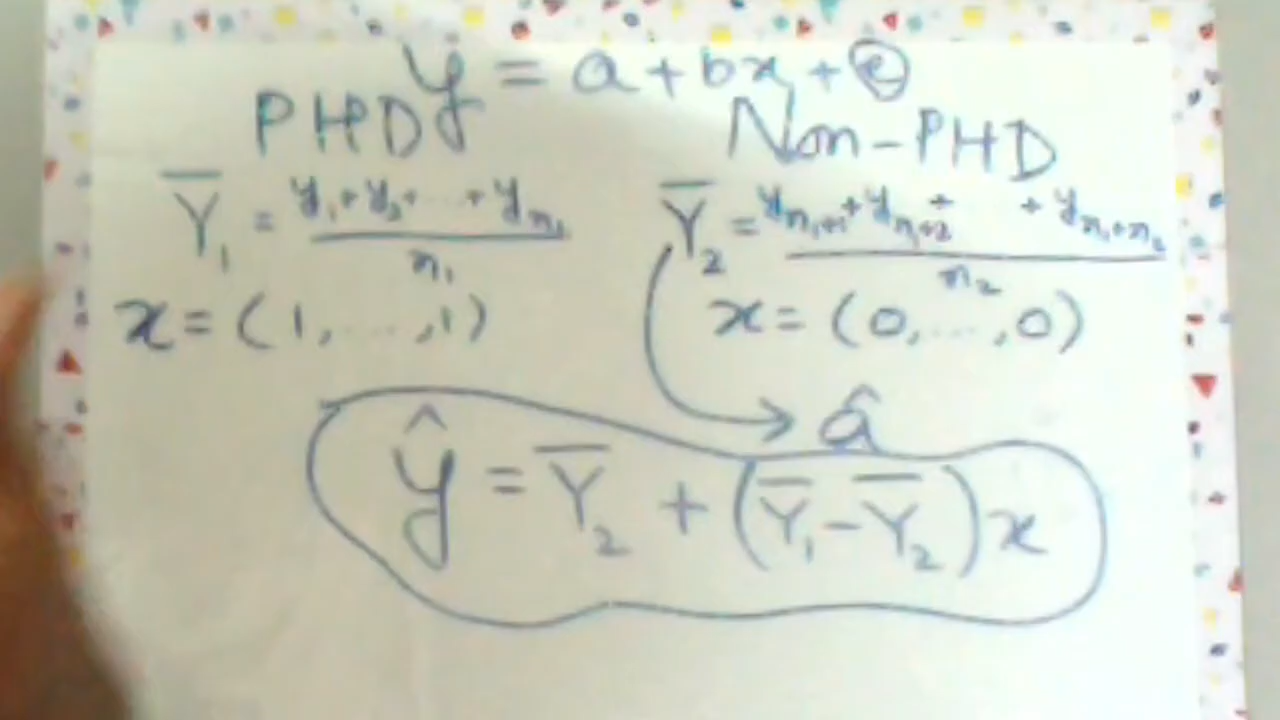 y = a + bx + e
PHD Non-PHD
Ȳ₁ = y₁+y₂+ ... +yₙ₁ / n₁ Ȳ₂ = yₙ₁₊₁+yₙ₁₊₂+ +yₙ₁₊ₙ₂ / n₂
x = (1, ..., 1) x = (0, ..., 0)
â
ŷ = Ȳ₂ + (Ȳ₁ - Ȳ₂)x